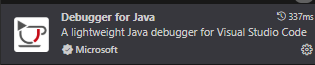 Debugger for Java 337ms
A lightweight Java debugger for Visual Studio Code
Microsoft